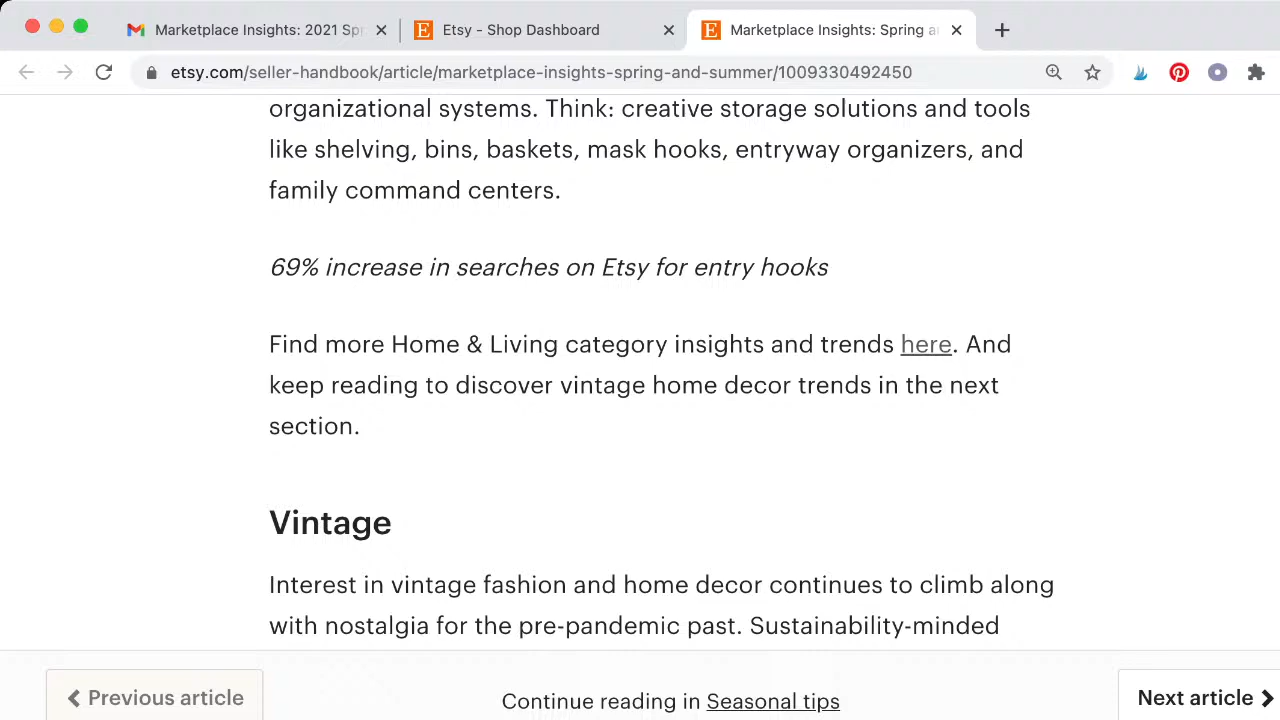 Marketplace Insights: 2021 Spr
Etsy - Shop Dashboard
Marketplace Insights: Spring a
etsy.com/seller-handbook/article/marketplace-insights-spring-and-summer/1009330492450
organizational systems. Think: creative storage solutions and tools
like shelving, bins, baskets, mask hooks, entryway organizers, and
family command centers.
69% increase in searches on Etsy for entry hooks
Find more Home & Living category insights and trends here. And
keep reading to discover vintage home decor trends in the next
section.
Vintage
Interest in vintage fashion and home decor continues to climb along
with nostalgia for the pre-pandemic past. Sustainability-minded
Previous article
Continue reading in Seasonal tips
Next article